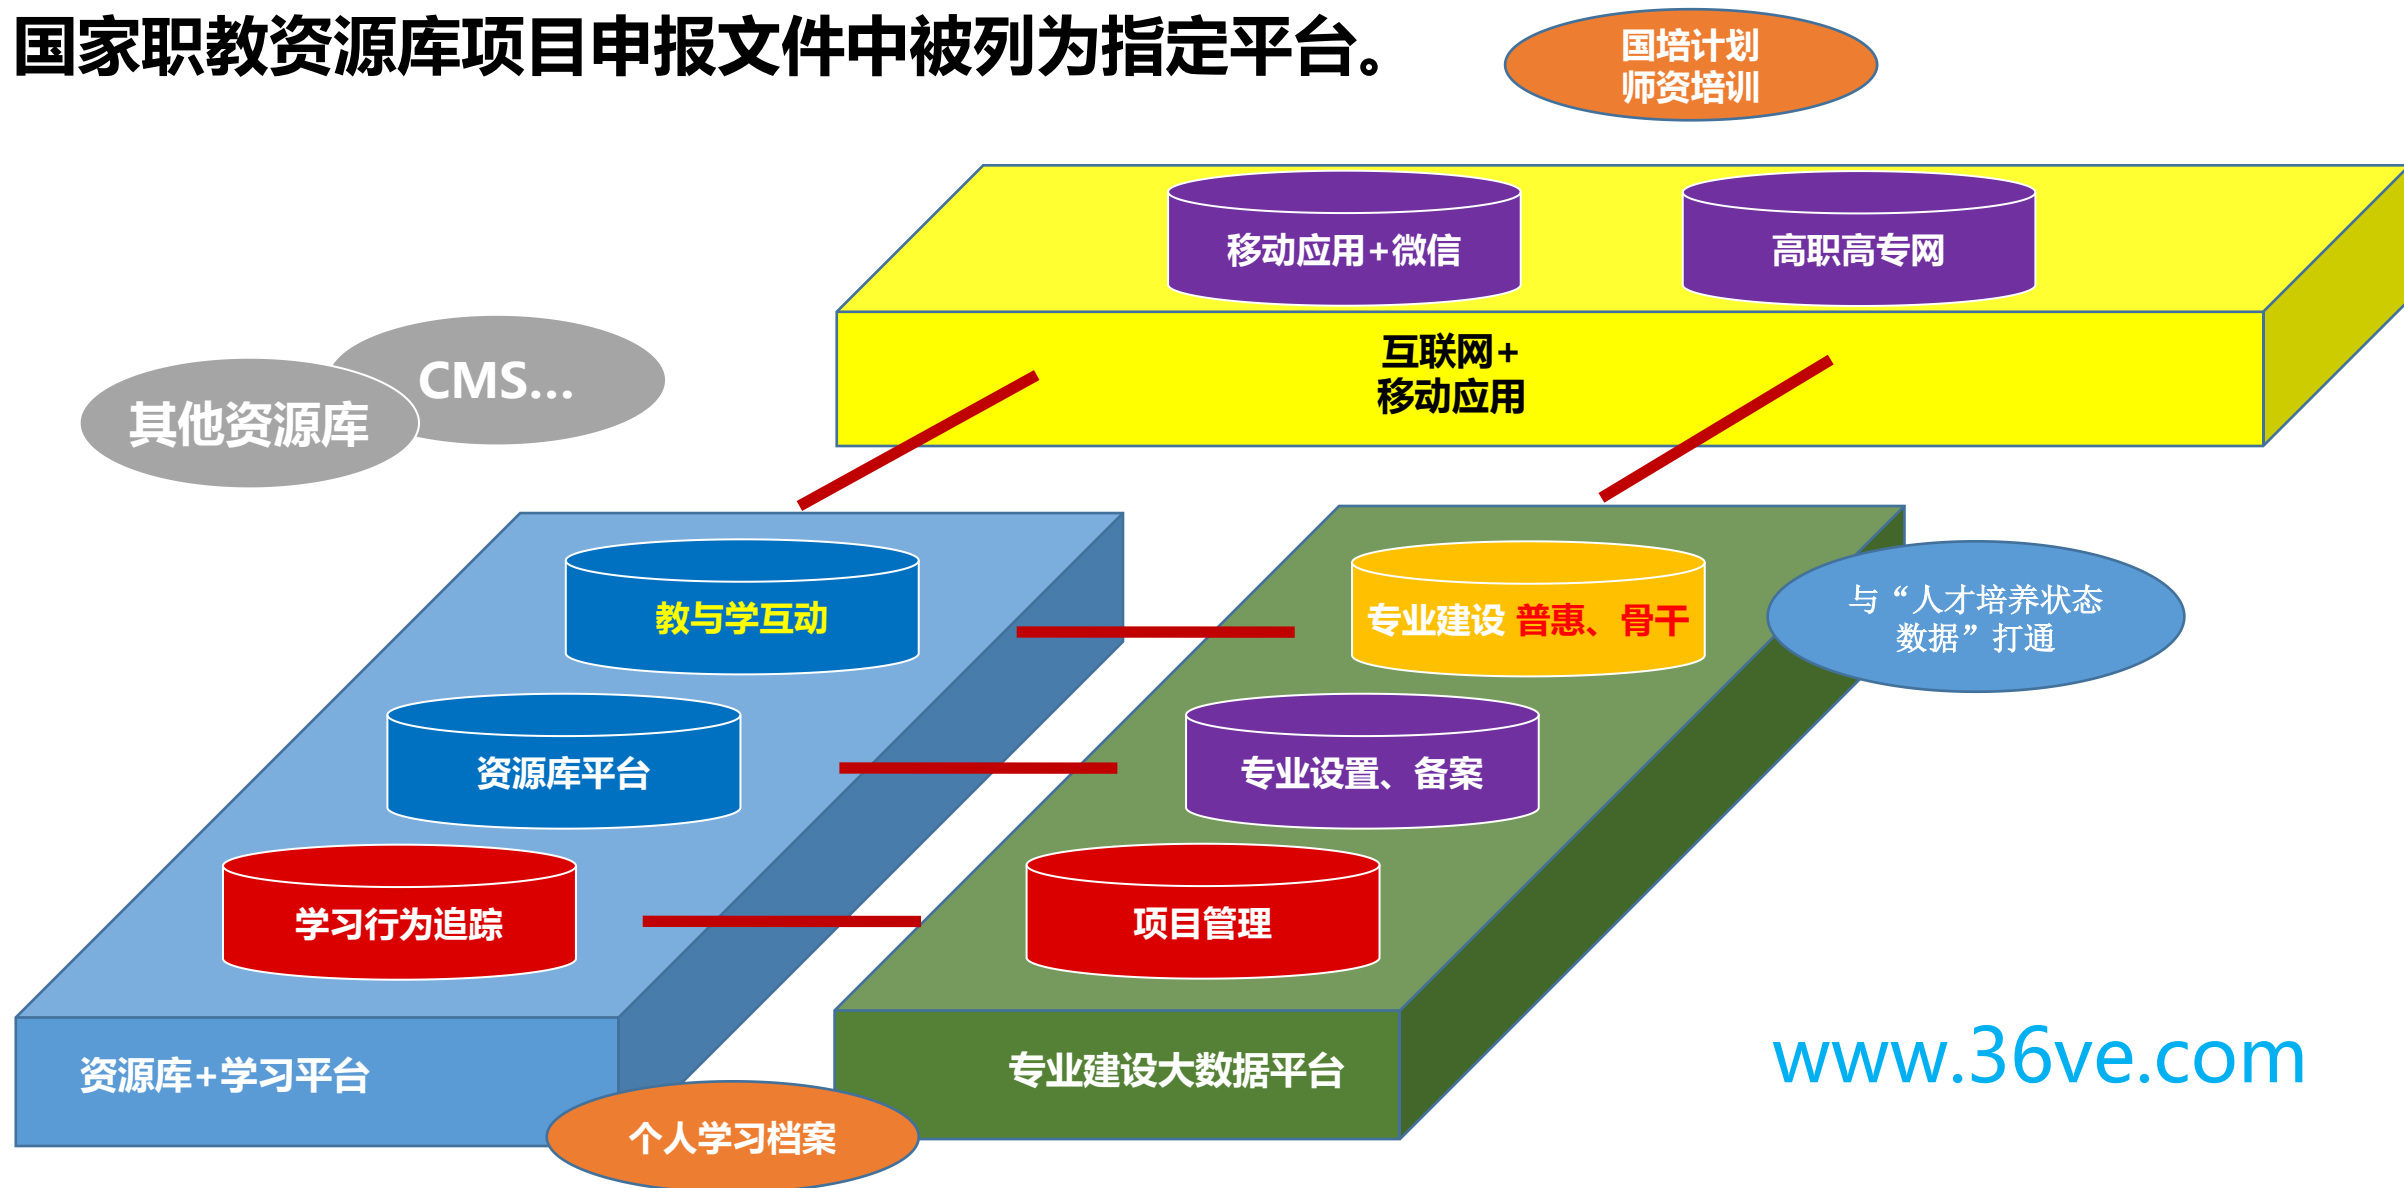 国家职教资源库项目申报文件中被列为指定平台。
国培计划
师资培训
移动应用+微信
高职高专网
互联网+
移动应用
CMS...
其他资源库
教与学互动
专业建设 普惠、骨干
与“人才培养状态
数据”打通
资源库平台
专业设置、备案
学习行为追踪
项目管理
资源库+学习平台
专业建设大数据平台
www.36ve.com
个人学习档案